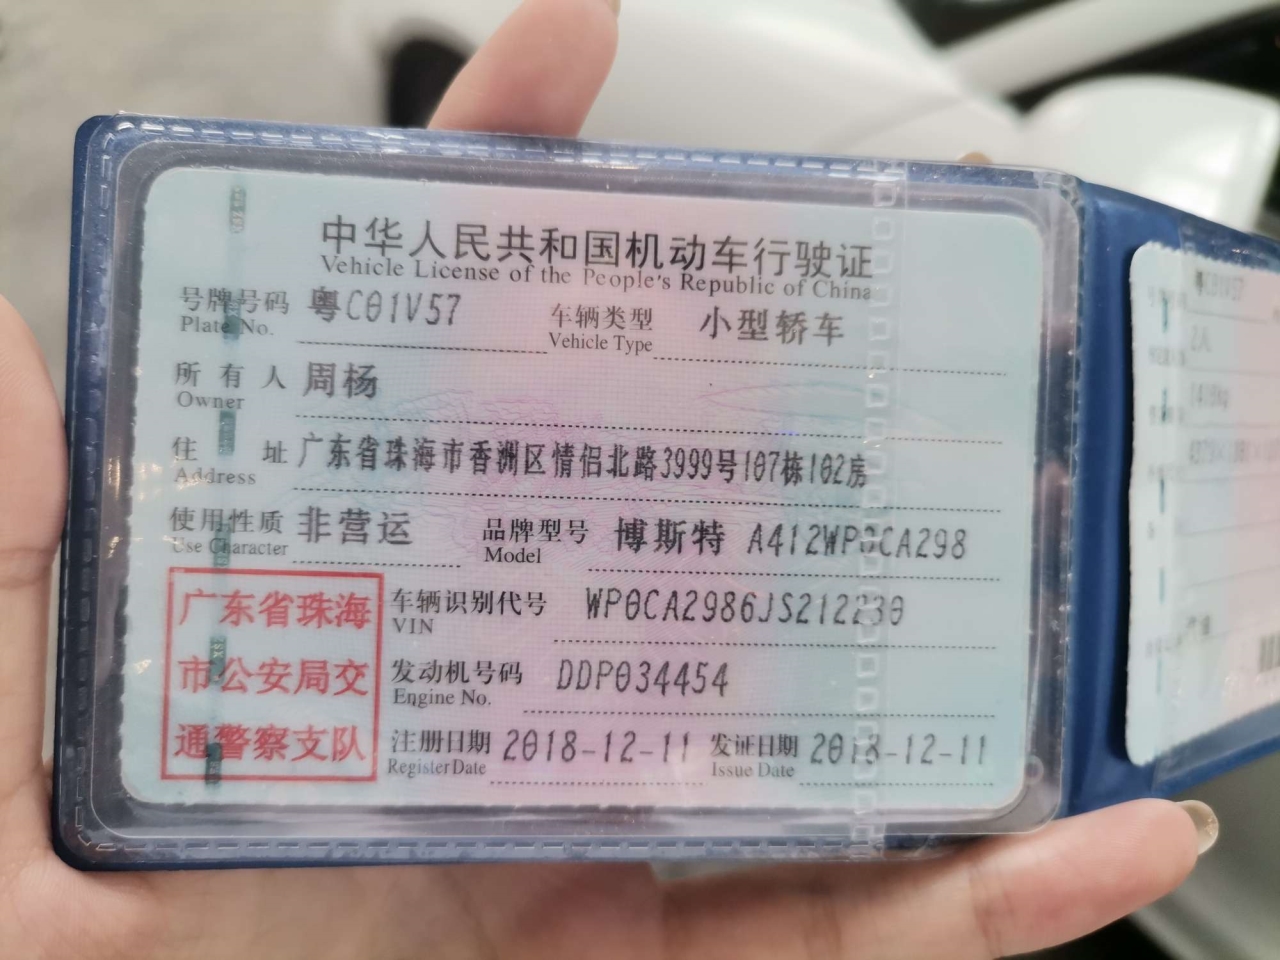 中华人民共和国机动车行驶证
Vehicle License of the People's Republic of China
号牌号码 粤C01V57 车辆类型 小型轿车
Plate No. Vehicle Type
所有人 周杨
Owner
住址 广东省珠海市香洲区情侣北路3999号107栋102房
Address
使用性质 非营运 品牌型号 博斯特 A412WP0CA298
Use Character Model
广东省珠海
市公安局交
通警察支队
车辆识别代号 WP0CA2986JS212230
VIN
发动机号码 DDP034454
Engine No.
注册日期 2018-12-11 发证日期 2018-12-11
Register Date Issue Date
2人